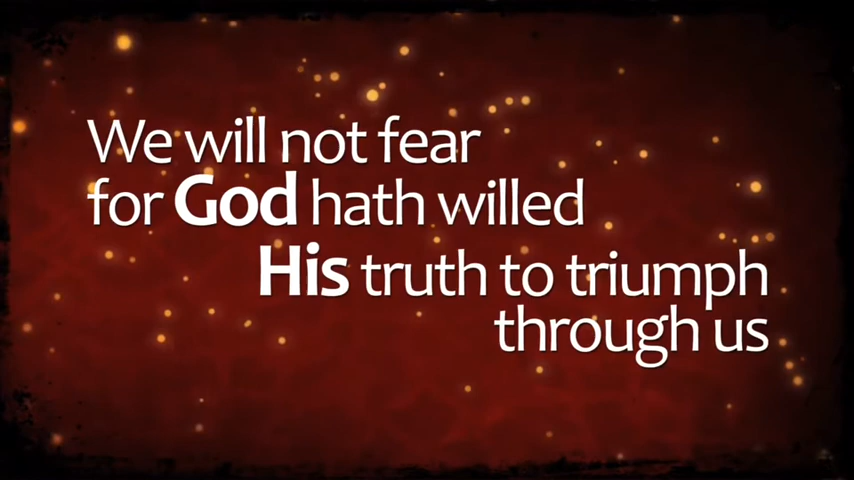 We will not fear
for God hath willed
His truth to triumph
through us